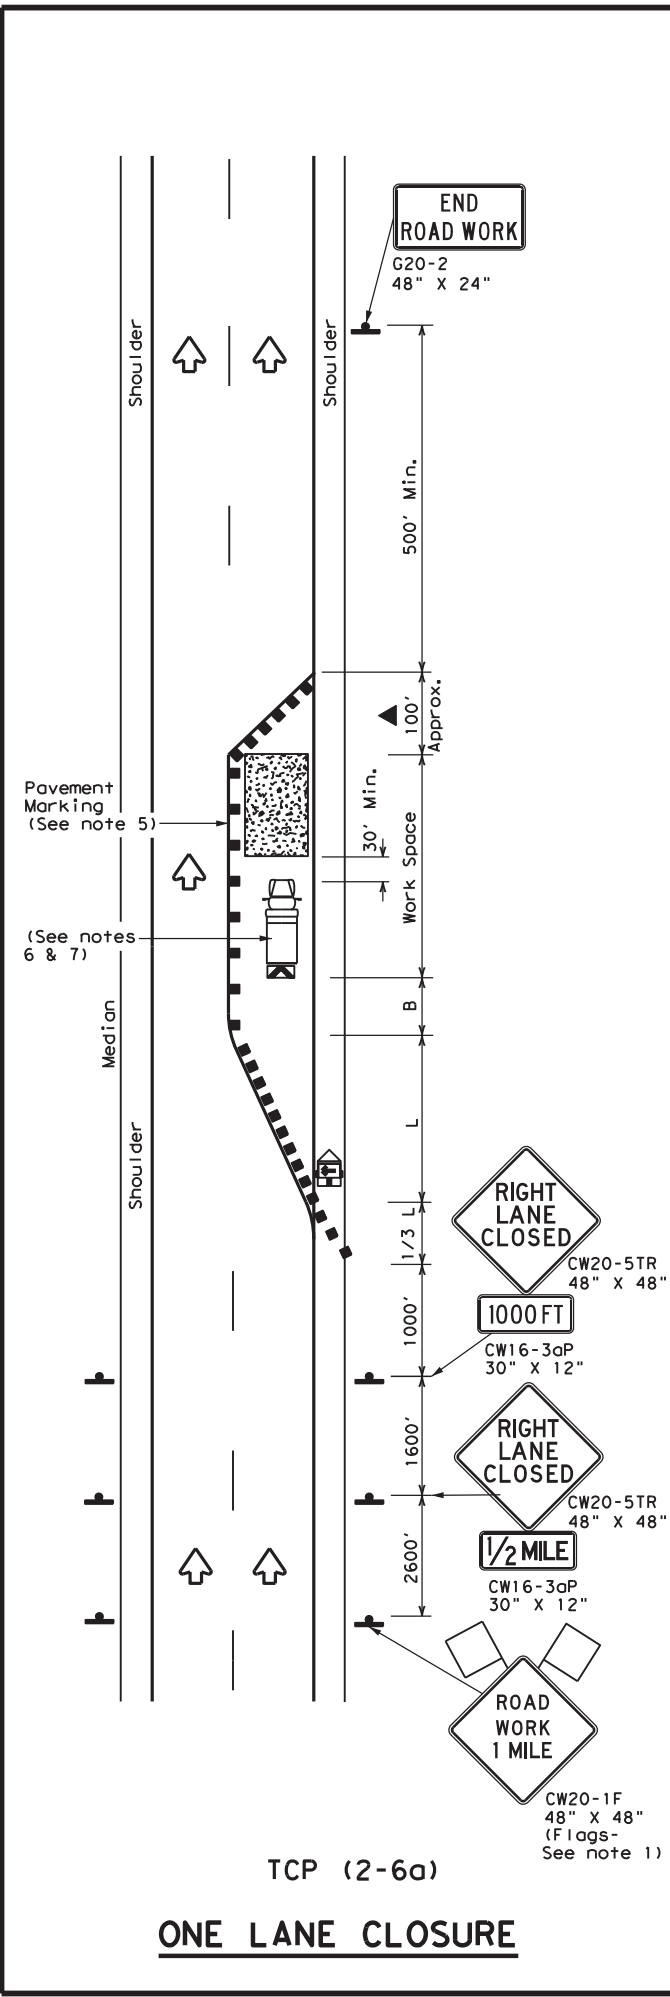 END
ROAD WORK
G20-2
48" X 24"
Shoulder
Shoulder
500' Min.
100'
Approx.
Pavement
Marking
(See note 5)
30' Min.
Work Space
(See notes
6 & 7)
B
Median
L
Shoulder
1/3 L
RIGHT
LANE
CLOSED
CW20-5TR
48" X 48"
1000 FT
CW16-3aP
30" X 12"
1000'
1600'
RIGHT
LANE
CLOSED
CW20-5TR
48" X 48"
1/2 MILE
CW16-3aP
30" X 12"
2600'
ROAD
WORK
1 MILE
CW20-1F
48" X 48"
(Flags-
See note 1)
TCP (2-6a)
ONE LANE CLOSURE